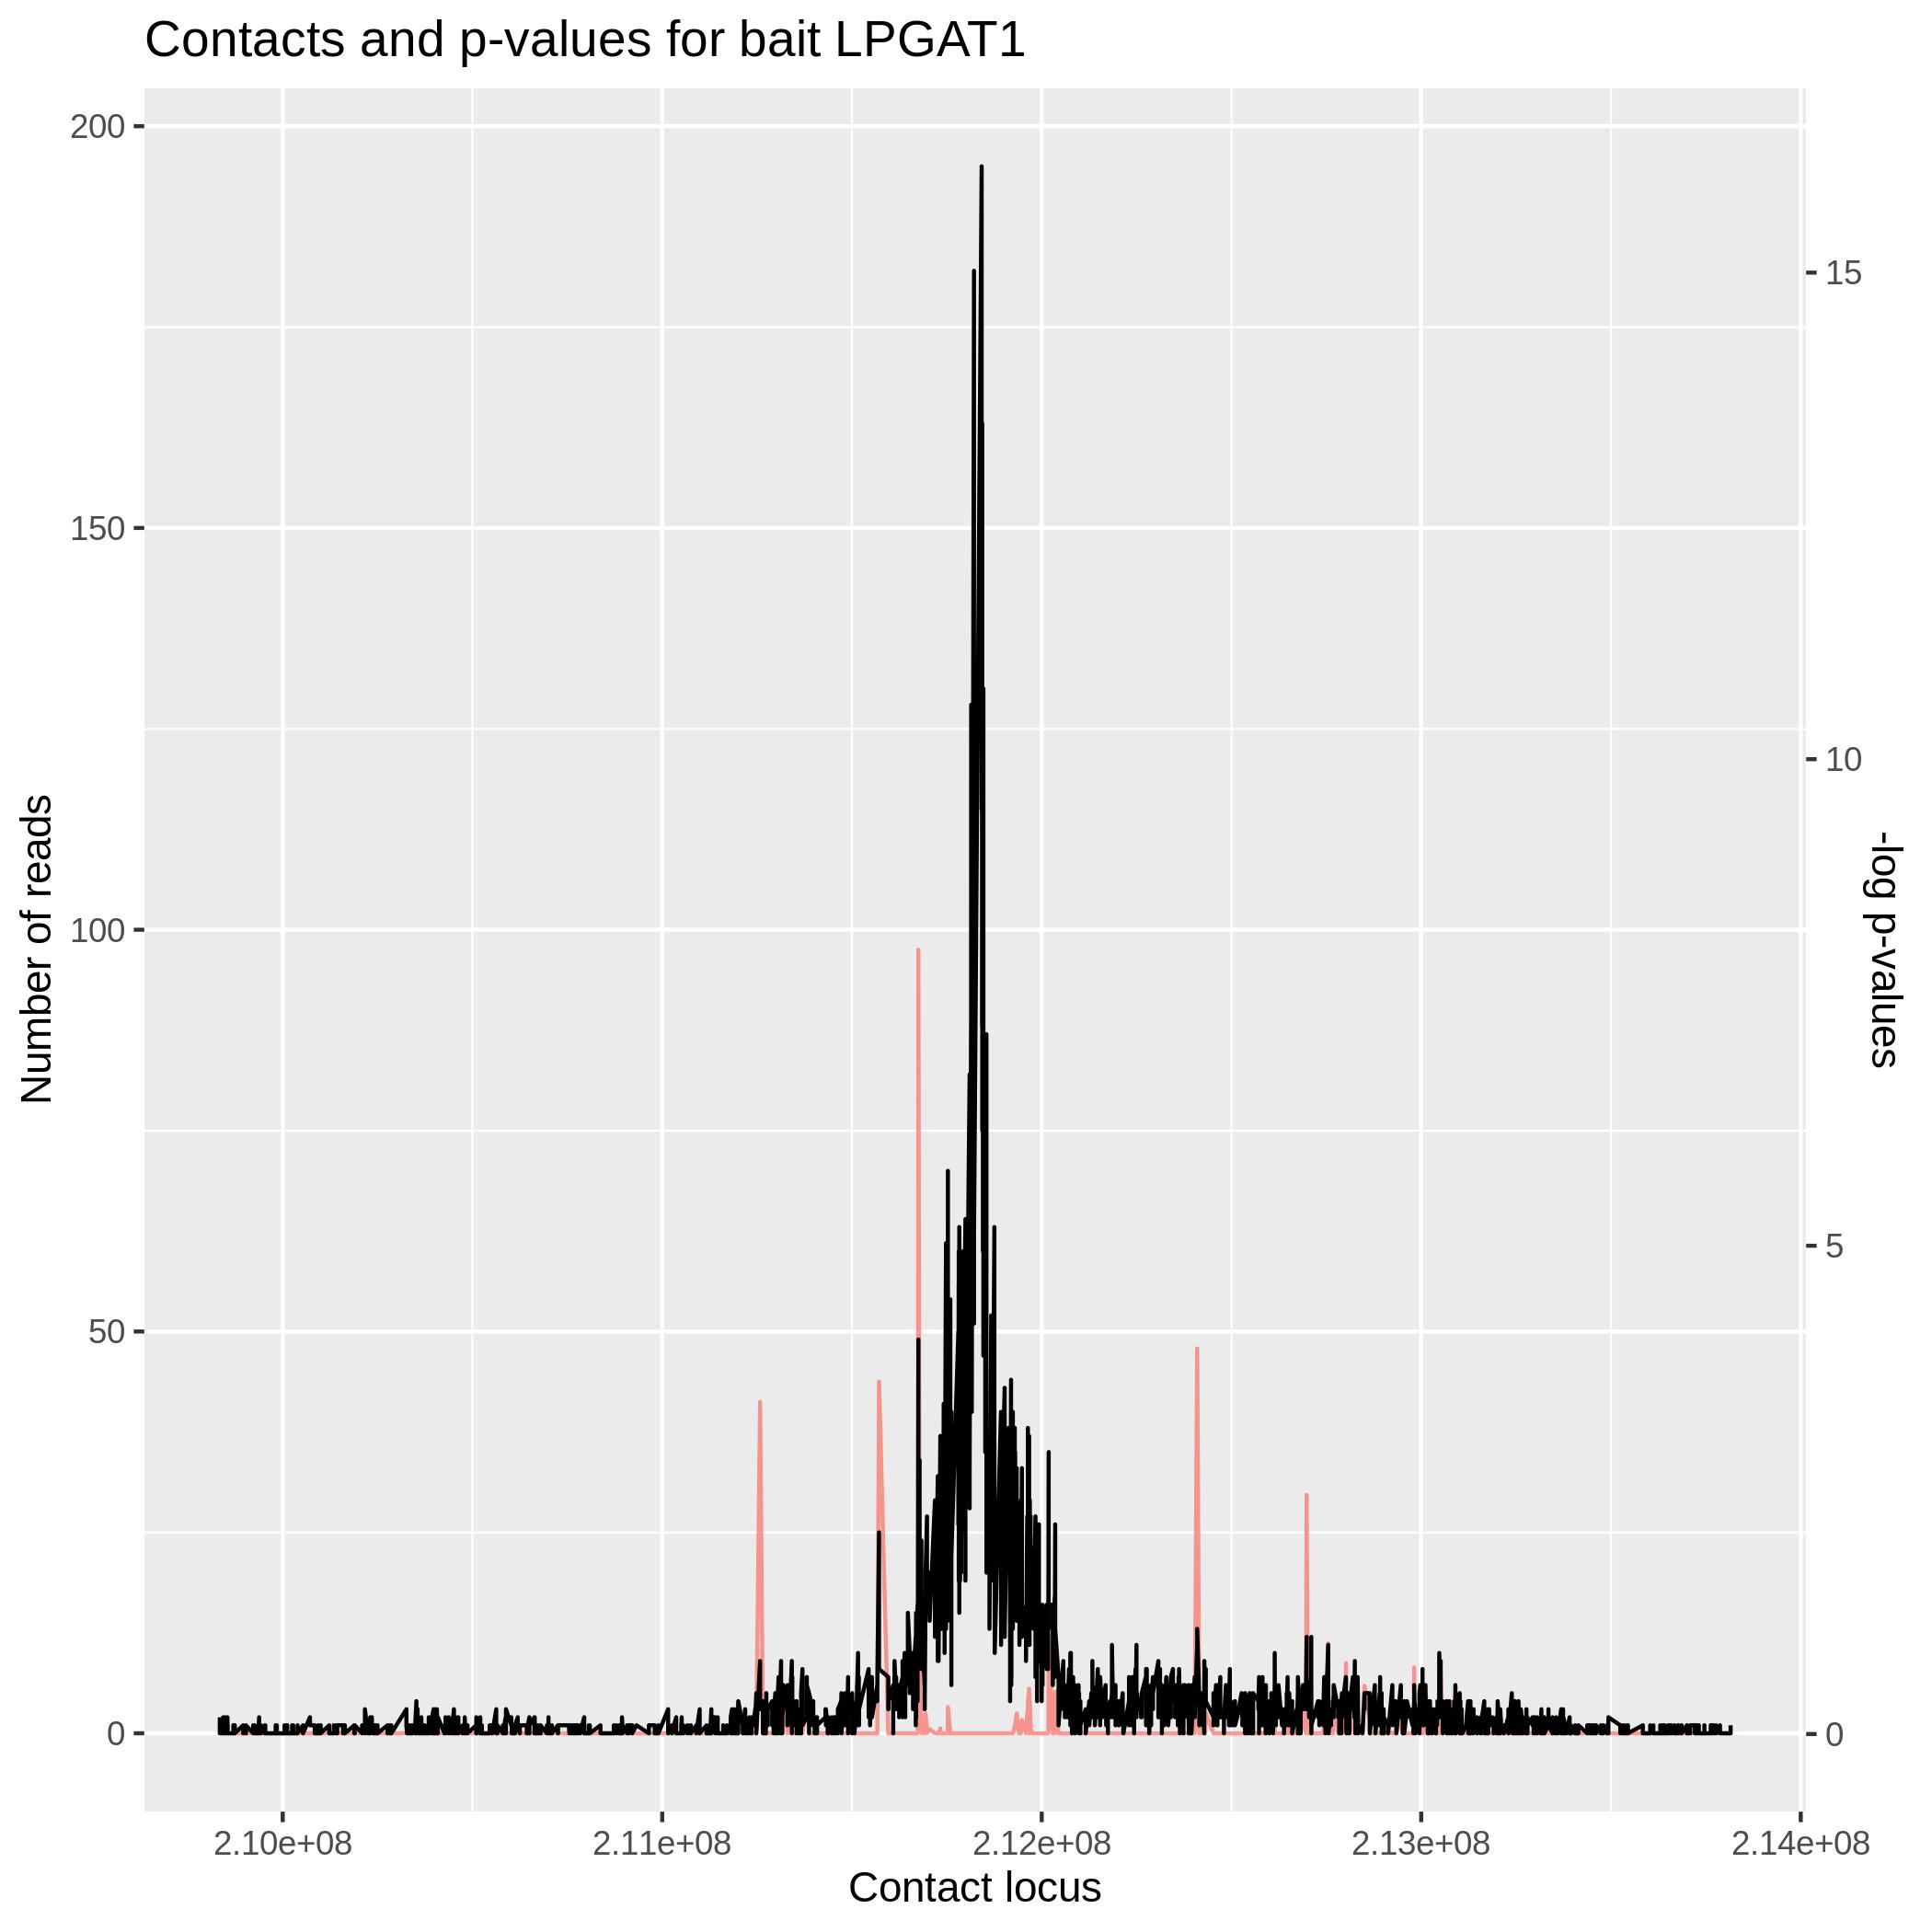 Contacts and p-values for bait LPGAT1
200
150
100
50
0
Number of reads
15
10
5
0
-log p-values
2.10e+08
2.11e+08
2.12e+08
2.13e+08
2.14e+08
Contact locus